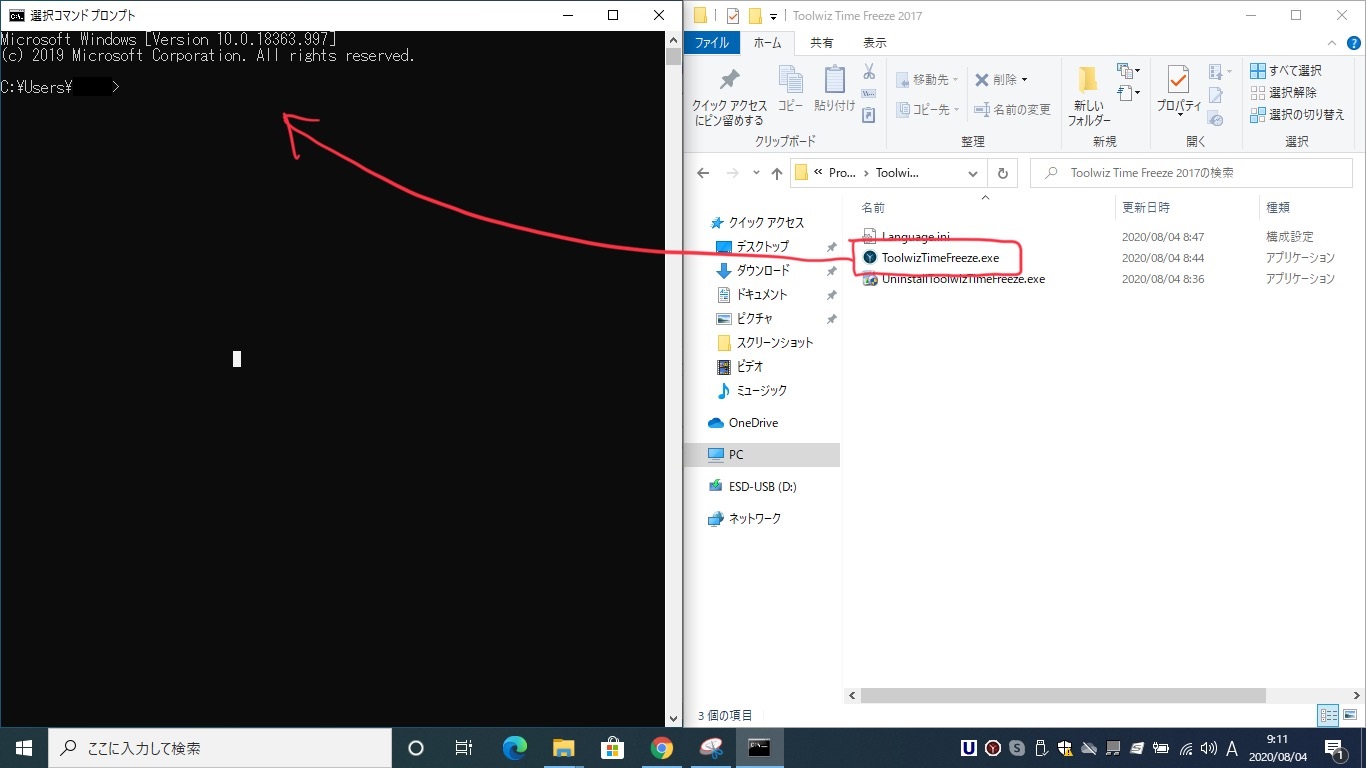 選択コマンド プロンプト
Microsoft Windows [Version 10.0.18363.997]
(c) 2019 Microsoft Corporation. All rights reserved.
C:¥Users¥ >
Toolwiz Time Freeze 2017
ファイル ホーム 共有 表示
クイック アクセスにピン留めする
コピー
貼り付け
クリップボード
移動先
コピー先
削除
名前の変更
整理
新しいフォルダー
新規
プロパティ
開く
すべて選択
選択解除
選択の切り替え
選択
« Pro... › Toolwi...
Toolwiz Time Freeze 2017の検索
クイック アクセス
デスクトップ
ダウンロード
ドキュメント
ピクチャ
スクリーンショット
ビデオ
ミュージック
OneDrive
PC
ESD-USB (D:)
ネットワーク
名前 更新日時 種類
Language.ini 2020/08/04 8:47 構成設定
ToolwizTimeFreeze.exe 2020/08/04 8:44 アプリケーション
UninstallToolwizTimeFreeze.exe 2020/08/04 8:36 アプリケーション
3 個の項目
ここに入力して検索
A
9:11
2020/08/04
1